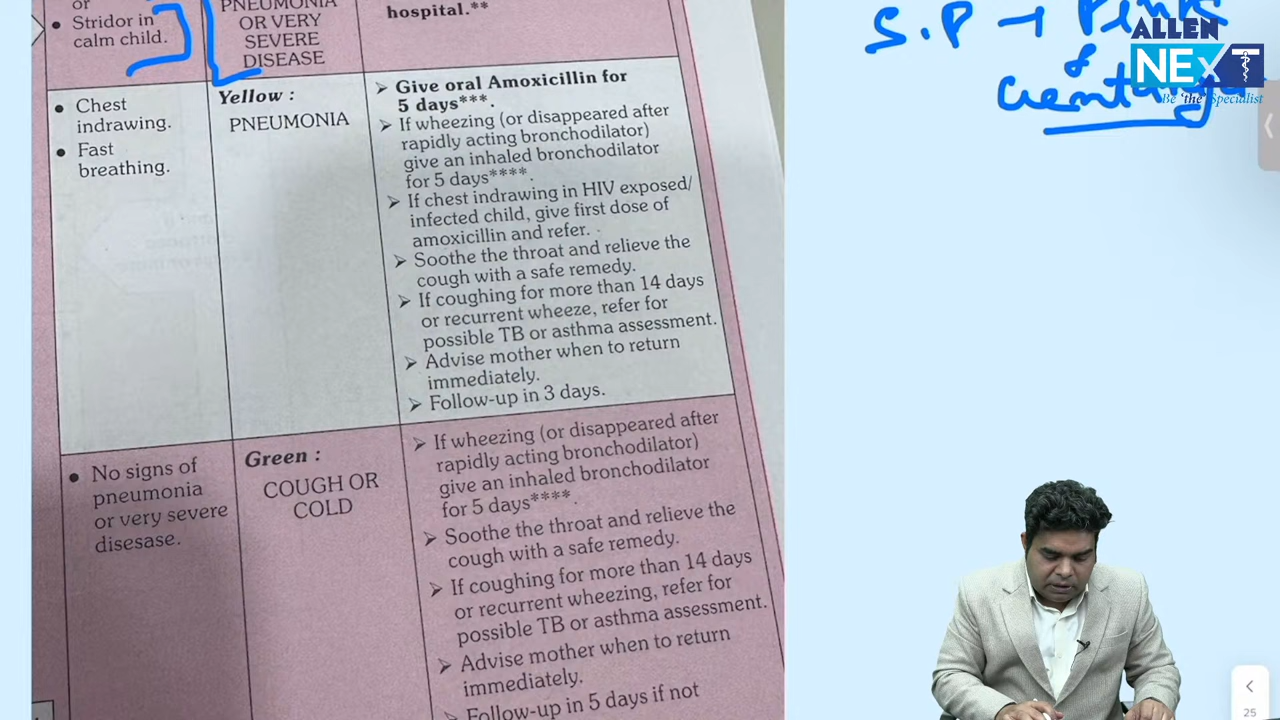 or
• Stridor in
calm child.
PNEUMONIA
OR VERY
SEVERE
DISEASE
hospital.**
• Chest
indrawing.
• Fast
breathing.
Yellow :
PNEUMONIA
➢ Give oral Amoxicillin for
5 days***.
➢ If wheezing (or disappeared after
rapidly acting bronchodilator)
give an inhaled bronchodilator
for 5 days****.
➢ If chest indrawing in HIV exposed/
infected child, give first dose of
amoxicillin and refer.
➢ Soothe the throat and relieve the
cough with a safe remedy.
➢ If coughing for more than 14 days
or recurrent wheeze, refer for
possible TB or asthma assessment.
➢ Advise mother when to return
immediately.
➢ Follow-up in 3 days.
• No signs of
pneumonia
or very severe
disesase.
Green :
COUGH OR
COLD
➢ If wheezing (or disappeared after
rapidly acting bronchodilator)
give an inhaled bronchodilator
for 5 days****.
➢ Soothe the throat and relieve the
cough with a safe remedy.
➢ If coughing for more than 14 days
or recurrent wheezing, refer for
possible TB or asthma assessment.
➢ Advise mother when to return
immediately.
➢ Follow-up in 5 days if not
S.P → Pink
&
ALLEN
NEXT
Be 'the' Specialist
25